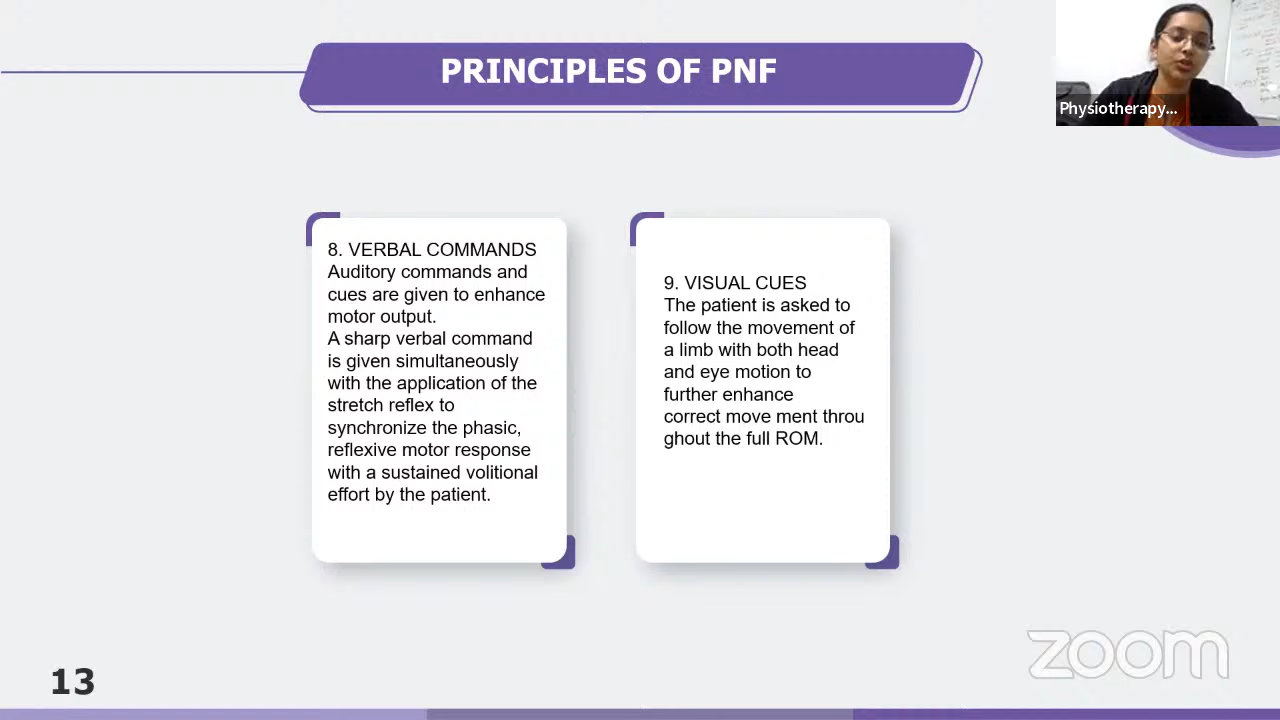 PRINCIPLES OF PNF
Physiotherapy...
8. VERBAL COMMANDS
Auditory commands and
cues are given to enhance
motor output.
A sharp verbal command
is given simultaneously
with the application of the
stretch reflex to
synchronize the phasic,
reflexive motor response
with a sustained volitional
effort by the patient.
9. VISUAL CUES
The patient is asked to
follow the movement of
a limb with both head
and eye motion to
further enhance
correct move ment throu
ghout the full ROM.
zoom
13